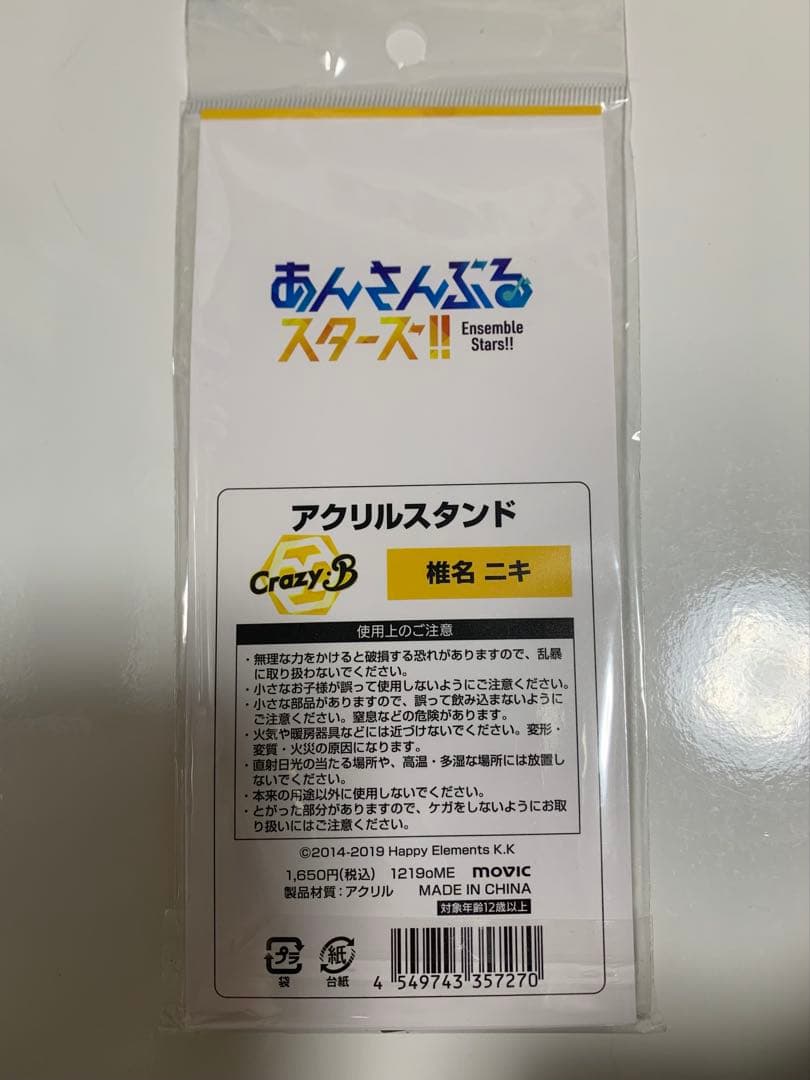 あんさんぶる
スターズ!!
Ensemble
Stars!!
アクリルスタンド
Crazy:B
椎名 ニキ
使用上のご注意
・無理な力をかけると破損する恐れがありますので、乱暴
に取り扱わないでください。
・小さなお子様が誤って使用しないようにご注意ください。
・小さな部品がありますので、誤って飲み込まないように
ご注意ください。窒息などの危険があります。
・火気や暖房器具などには近づけないでください。変形・
変質・火災の原因になります。
・直射日光の当たる場所や、高温・多湿な場所には放置し
ないでください。
・本来の用途以外に使用しないでください。
・とがった部分がありますので、ケガをしないようにお取
り扱いにはご注意ください。
©2014-2019 Happy Elements K.K
1,650円(税込) 1219oME movic
製品材質:アクリル MADE IN CHINA
対象年齢12歳以上
プラ
袋
紙
台紙
4 549743 357270